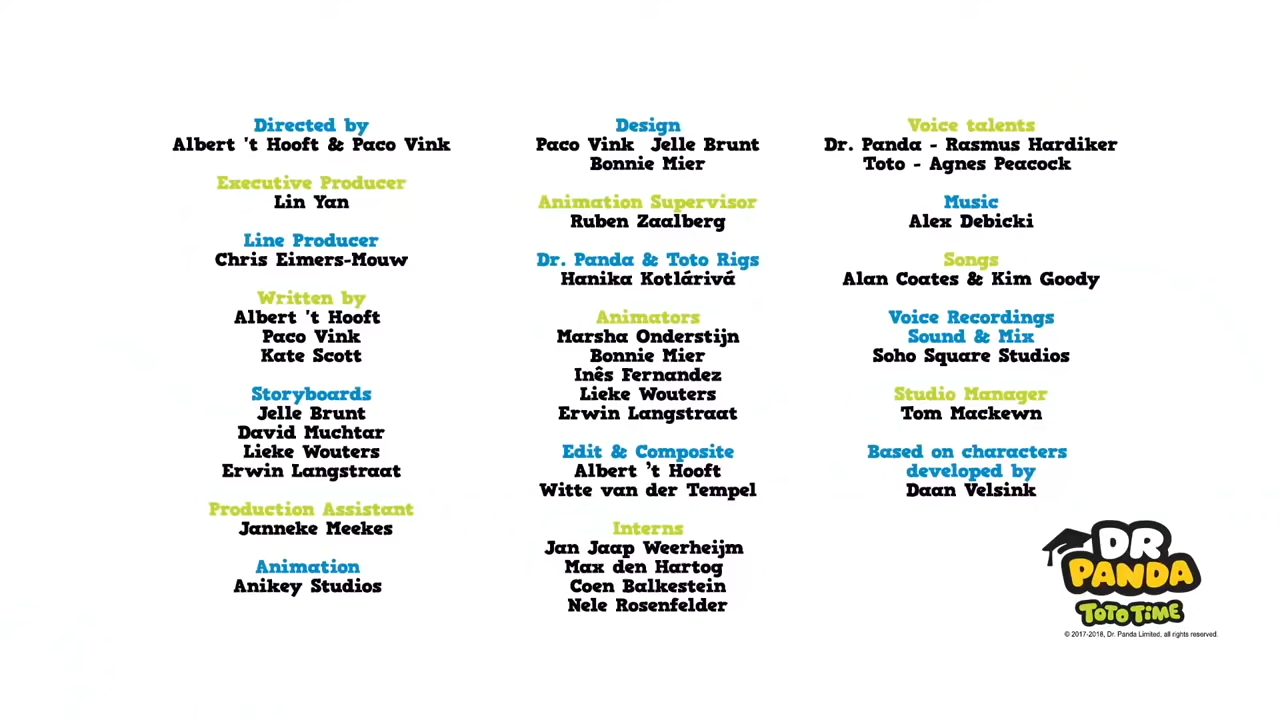 Directed by
Albert 't Hooft & Paco Vink
Executive Producer
Lin Yan
Line Producer
Chris Eimers-Mouw
Written by
Albert 't Hooft
Paco Vink
Kate Scott
Storyboards
Jelle Brunt
David Muchtar
Lieke Wouters
Erwin Langstraat
Production Assistant
Janneke Meekes
Animation
Anikey Studios
Design
Paco Vink Jelle Brunt
Bonnie Mier
Animation Supervisor
Ruben Zaalberg
Dr. Panda & Toto Rigs
Hanika Kotlárivá
Animators
Marsha Onderstijn
Bonnie Mier
Inês Fernandez
Lieke Wouters
Erwin Langstraat
Edit & Composite
Albert 't Hooft
Witte van der Tempel
Interns
Jan Jaap Weerheijm
Max den Hartog
Coen Balkestein
Nele Rosenfelder
Voice talents
Dr. Panda - Rasmus Hardiker
Toto - Agnes Peacock
Music
Alex Debicki
Songs
Alan Coates & Kim Goody
Voice Recordings
Sound & Mix
Soho Square Studios
Studio Manager
Tom Mackewn
Based on characters
developed by
Daan Velsink
DR
PANDA
TOTO TIME
© 2017-2018, Dr. Panda Limited, all rights reserved.